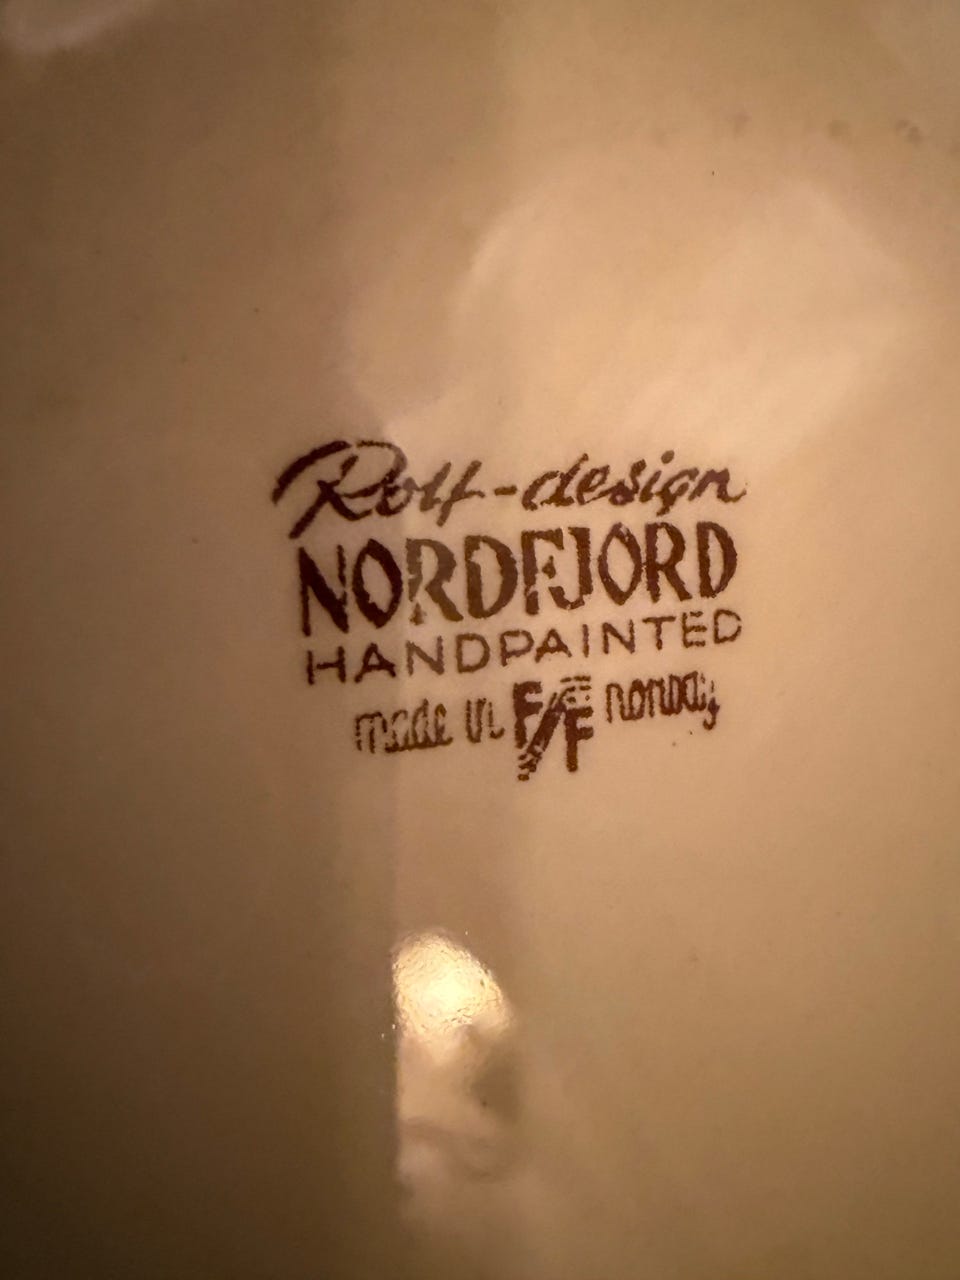 Rolf-design
NORDFJORD
HANDPAINTED
made in F/F norway